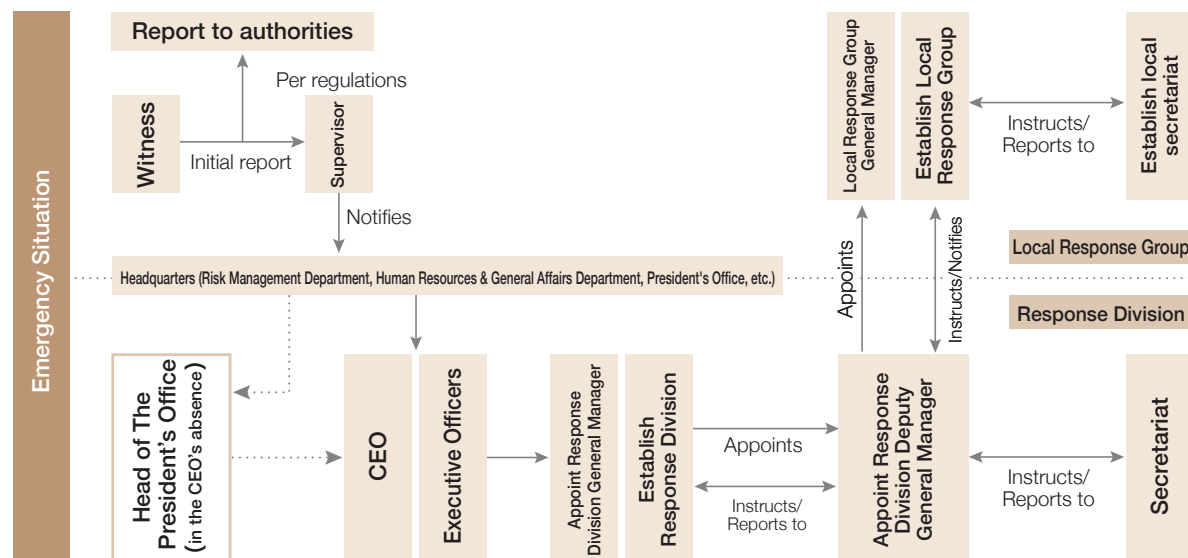 Emergency Situation
Report to authorities
Per regulations
Witness
Initial report
Supervisor
Notifies
Headquarters (Risk Management Department, Human Resources & General Affairs Department, President's Office, etc.)
Head of The
President's Office
(in the CEO's absence)
CEO
Executive Officers
Appoint Response
Division General Manager
Establish
Response Division
Appoints
Instructs/
Reports to
Appoint Response
Division Deputy
General Manager
Instructs/
Reports to
Secretariat
Appoints
Instructs/Notifies
Local Response Group
General Manager
Establish Local
Response Group
Instructs/
Reports to
Establish local
secretariat
Local Response Group
Response Division